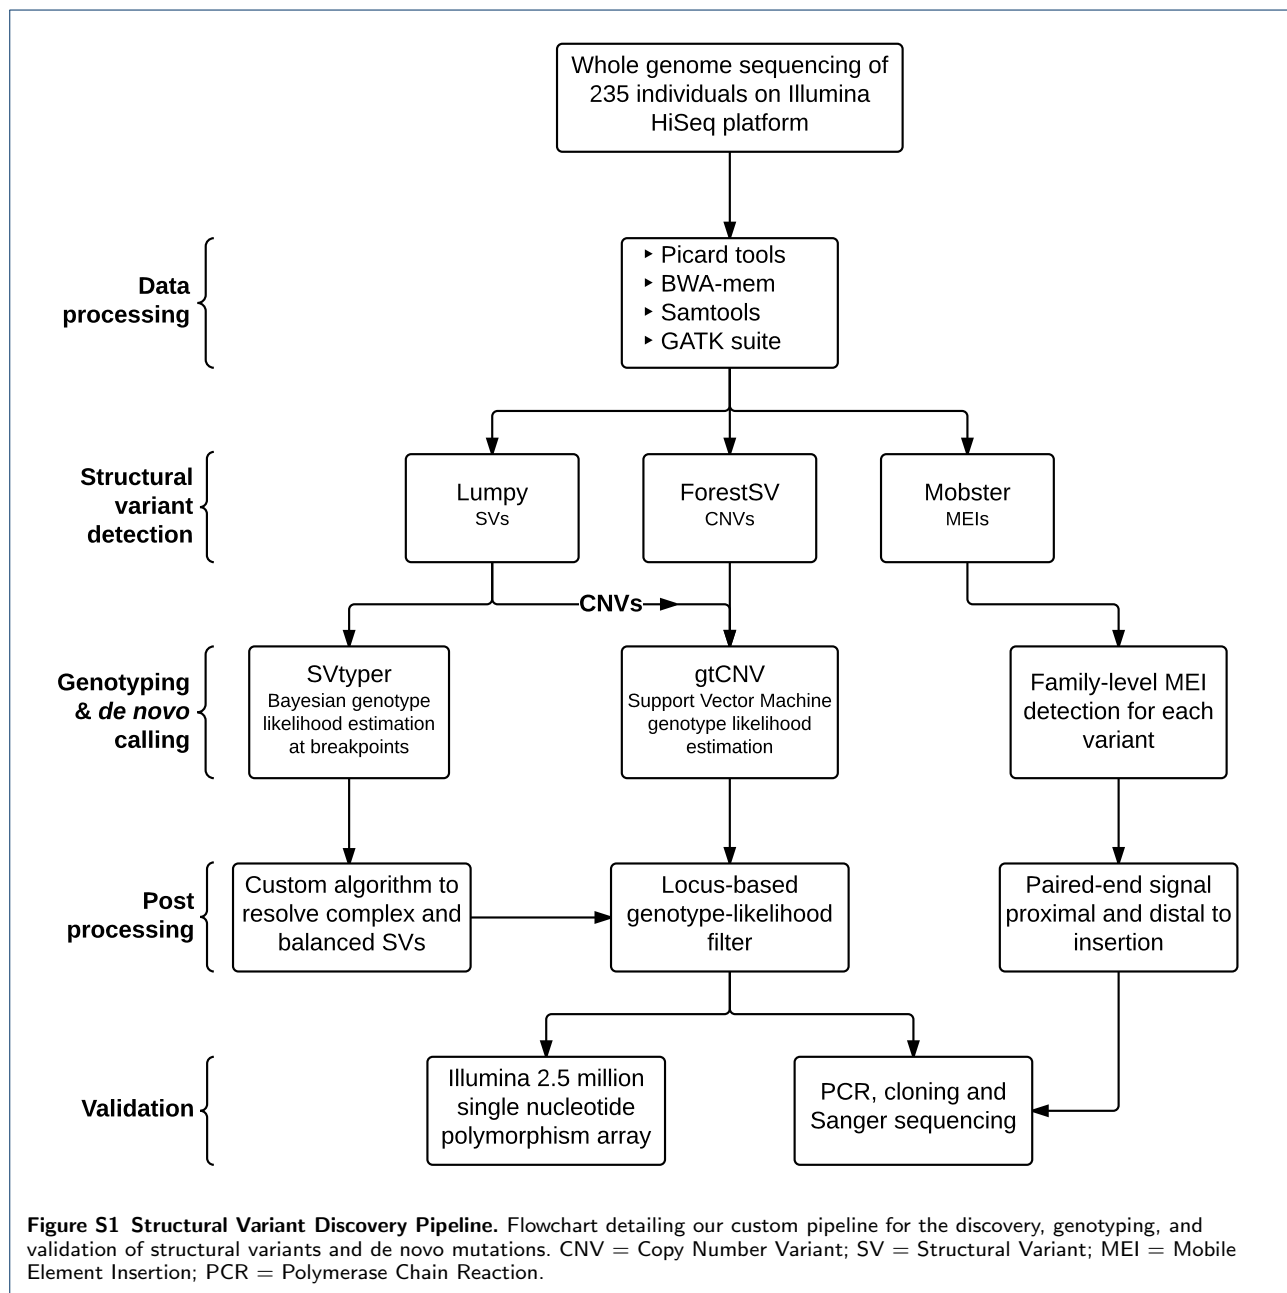 Whole genome sequencing of
235 individuals on Illumina
HiSeq platform
Data
processing
‣ Picard tools
‣ BWA-mem
‣ Samtools
‣ GATK suite
Structural
variant
detection
Lumpy
SVs
ForestSV
CNVs
Mobster
MEIs
CNVs
Genotyping
& de novo
calling
SVtyper
Bayesian genotype
likelihood estimation
at breakpoints
gtCNV
Support Vector Machine
genotype likelihood
estimation
Family-level MEI
detection for each
variant
Post
processing
Custom algorithm to
resolve complex and
balanced SVs
Locus-based
genotype-likelihood
filter
Paired-end signal
proximal and distal to
insertion
Validation
Illumina 2.5 million
single nucleotide
polymorphism array
PCR, cloning and
Sanger sequencing
Figure S1 Structural Variant Discovery Pipeline. Flowchart detailing our custom pipeline for the discovery, genotyping, and
validation of structural variants and de novo mutations. CNV = Copy Number Variant; SV = Structural Variant; MEI = Mobile
Element Insertion; PCR = Polymerase Chain Reaction.